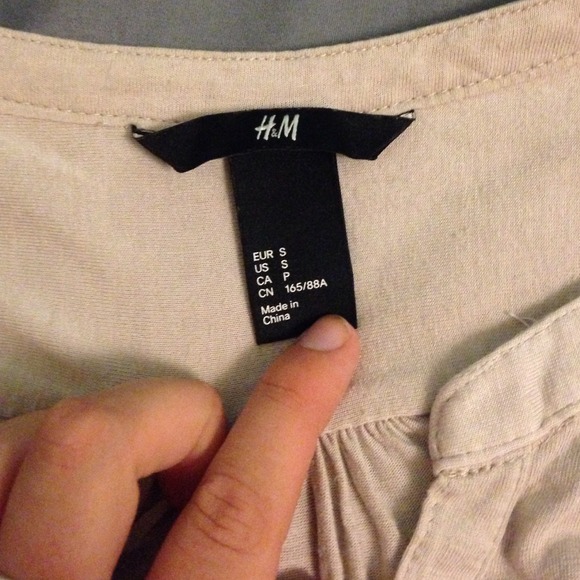 H&M
EUR S
US S
CA P
CN 165/88A
Made in
China